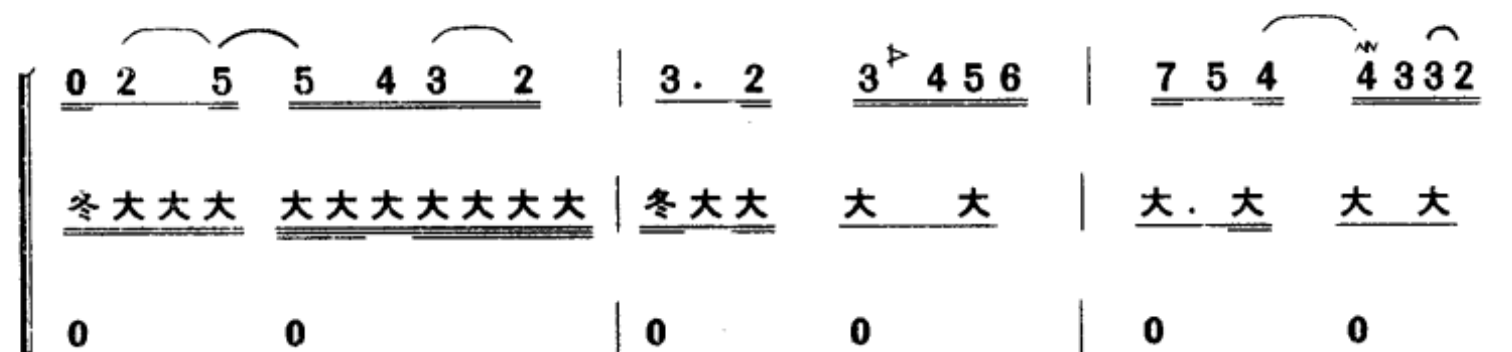 0 2 5 5 4 3 2 | 3 . 2 3 4 5 6 | 7 5 4 4 3 3 2
冬 大 大 大 大 大 大 大 大 大 大 | 冬 大 大 大 大 | 大 . 大 大 大
0 0 | 0 0 | 0 0